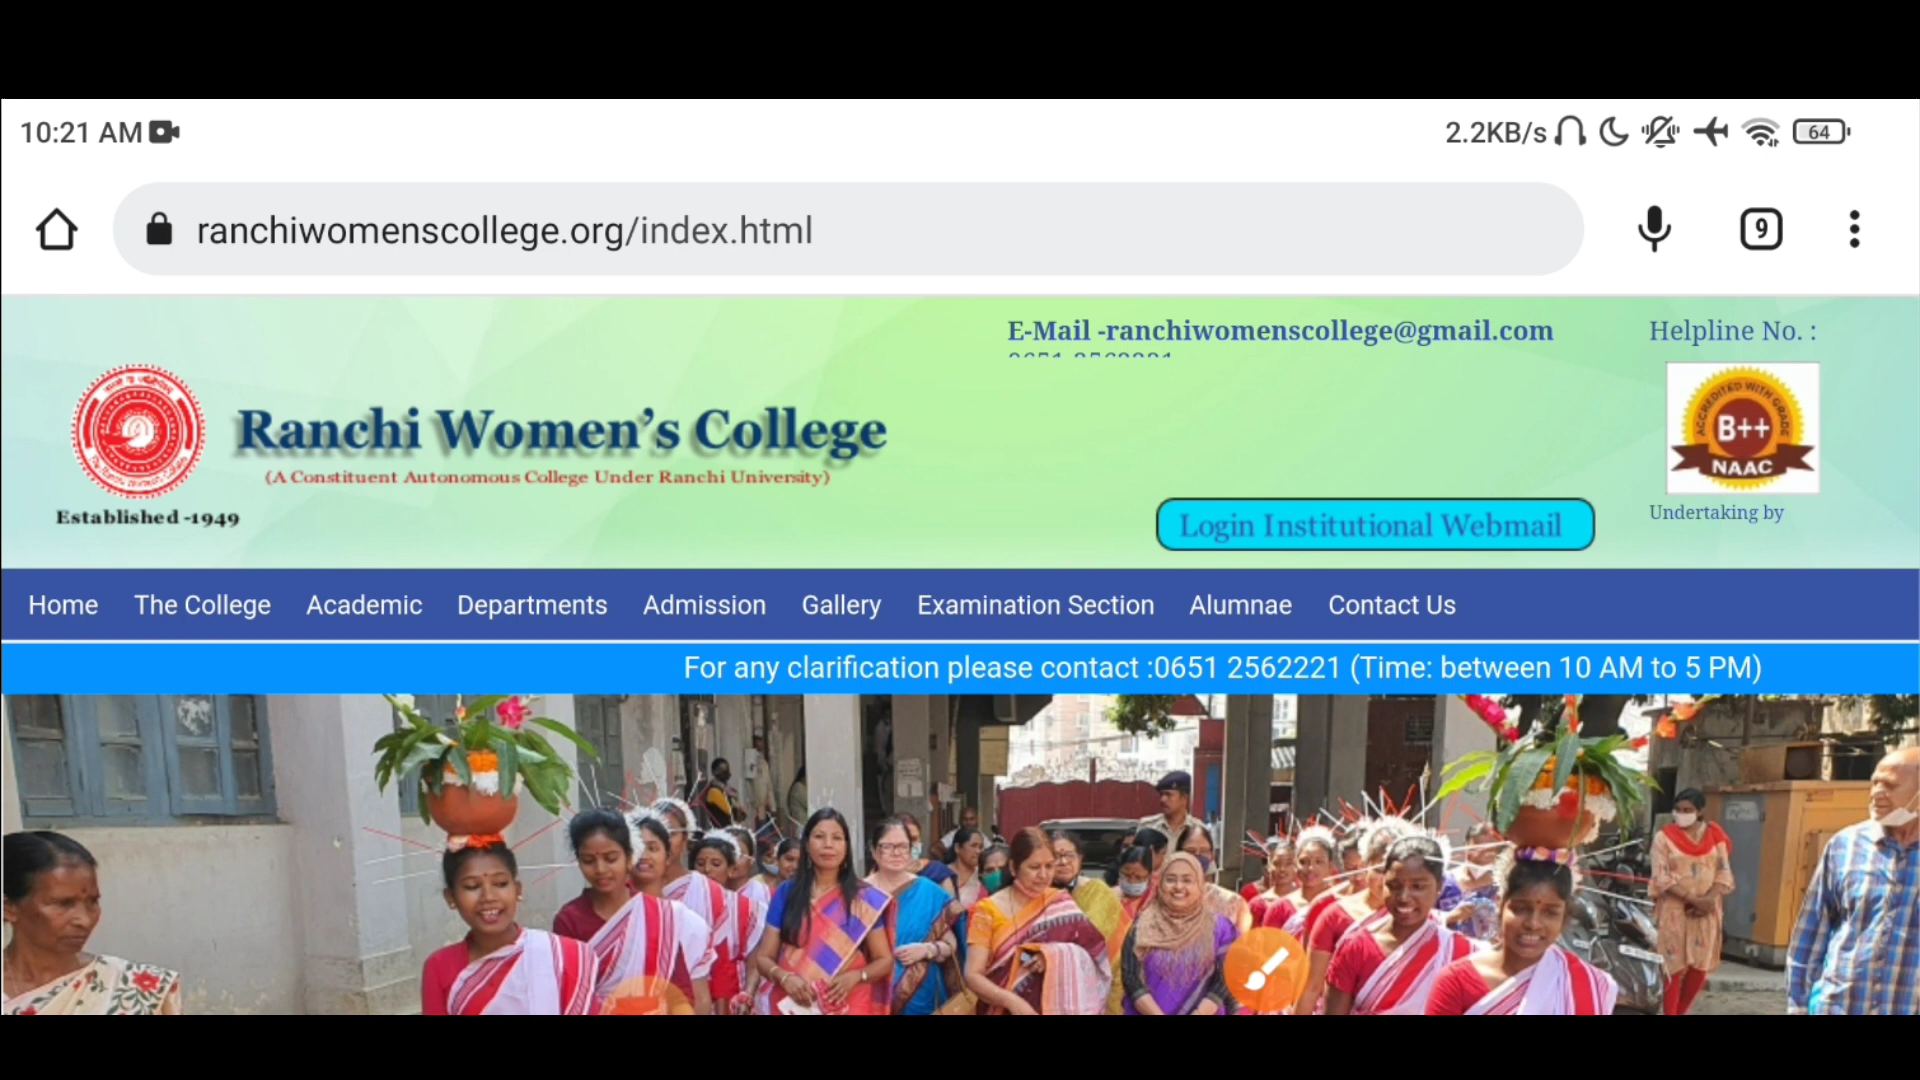 10:21 AM
2.2KB/s
64
ranchiwomenscollege.org/index.html
9
E-Mail -ranchiwomenscollege@gmail.com
Helpline No. :
ACCREDITED WITH GRADE
B++
NAAC
Ranchi Women's College
(A Constituent Autonomous College Under Ranchi University)
Established -1949
Login Institutional Webmail
Undertaking by
Home The College Academic Departments Admission Gallery Examination Section Alumnae Contact Us
For any clarification please contact :0651 2562221 (Time: between 10 AM to 5 PM)